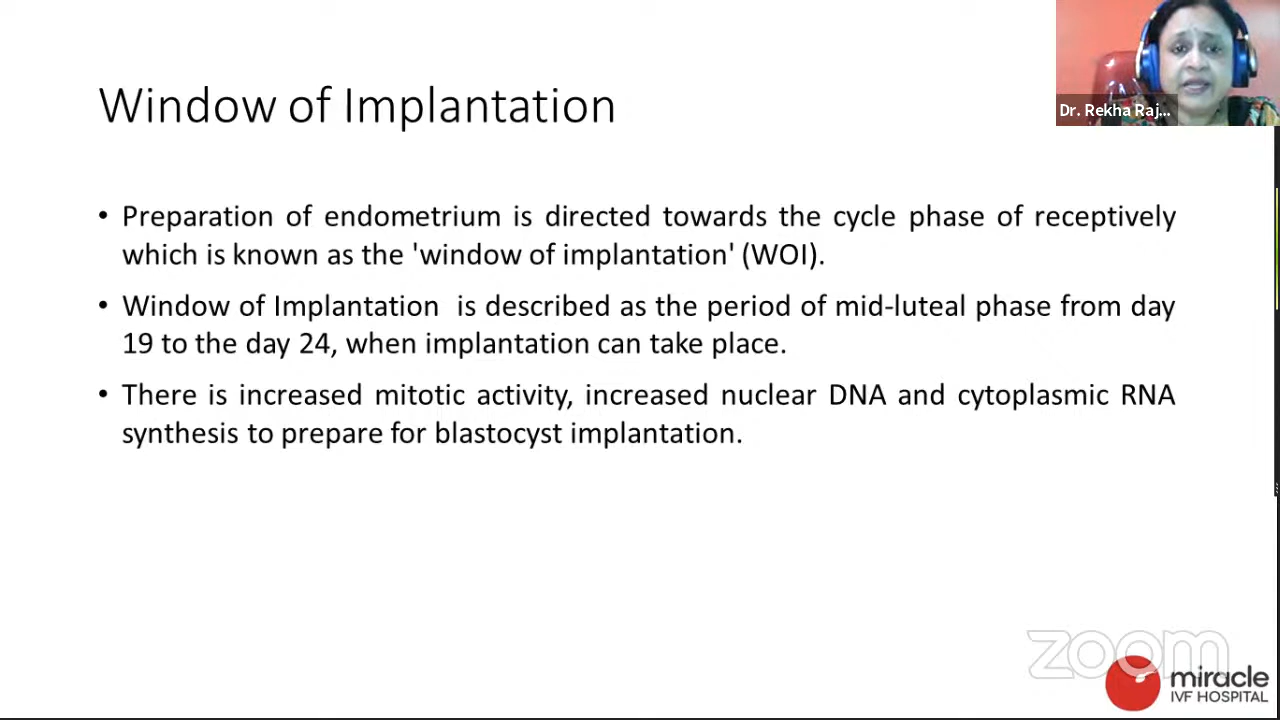 Dr. Rekha Raj...
Window of Implantation
• Preparation of endometrium is directed towards the cycle phase of receptively
which is known as the 'window of implantation' (WOI).
• Window of Implantation is described as the period of mid-luteal phase from day
19 to the day 24, when implantation can take place.
• There is increased mitotic activity, increased nuclear DNA and cytoplasmic RNA
synthesis to prepare for blastocyst implantation.
zoom
miracle
IVF HOSPITAL